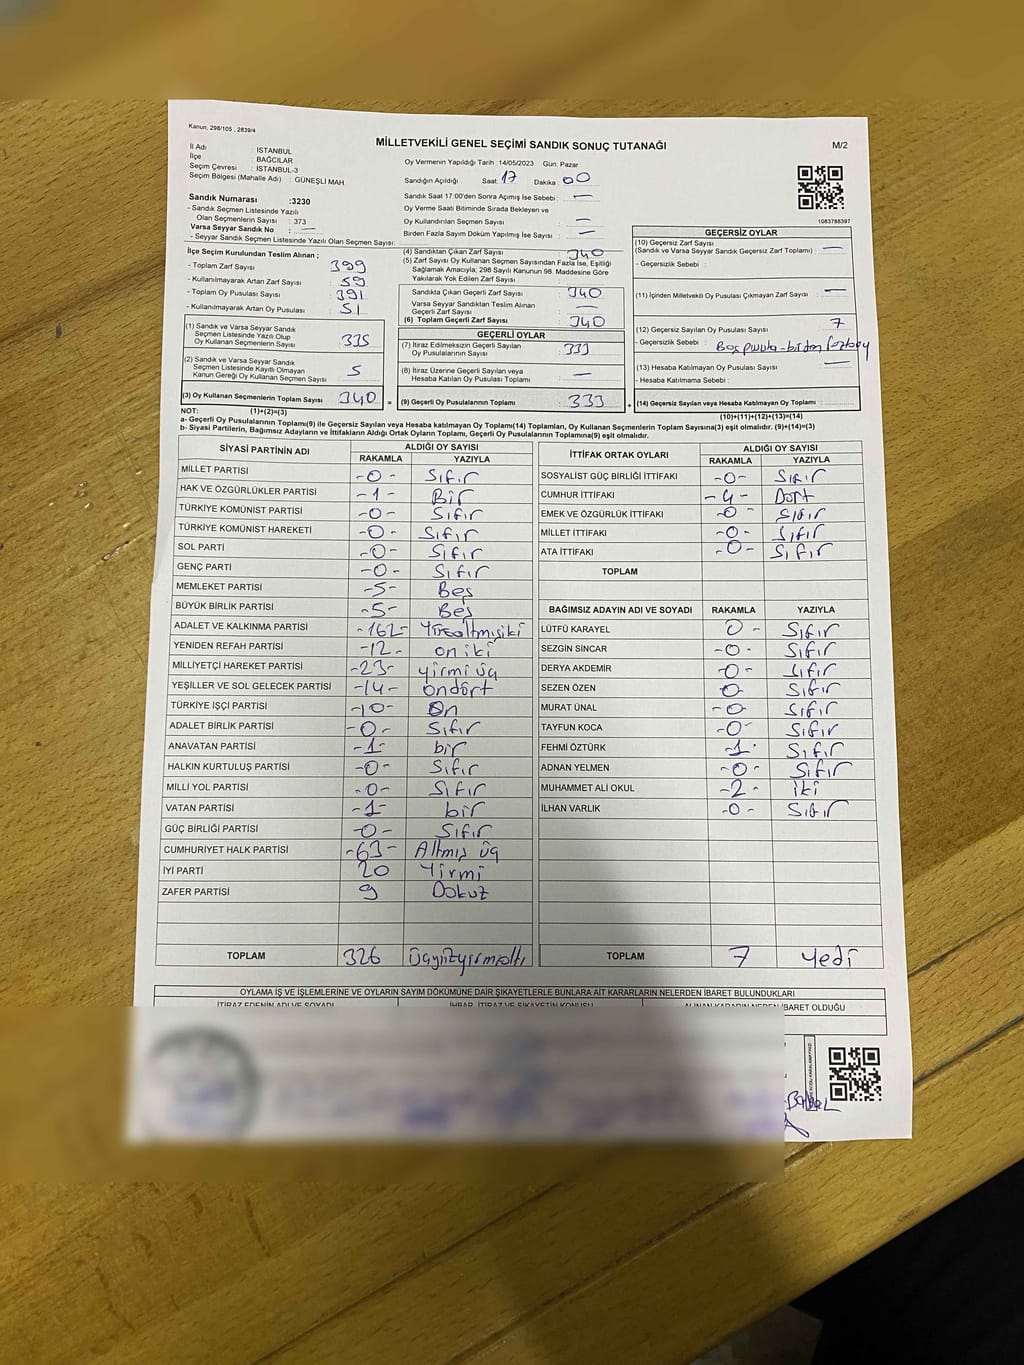 Kanun; 298/105 , 2839/4
MİLLETVEKİLİ GENEL SEÇİMİ SANDIK SONUÇ TUTANAĞI
M/2
İl Adı : İSTANBUL
İlçe : BAĞCILAR
Seçim Çevresi : İSTANBUL-3
Seçim Bölgesi (Mahalle Adı) : GÜNEŞLİ MAH
Sandık Numarası :3230
- Sandık Seçmen Listesinde Yazılı
Olan Seçmenlerin Sayısı : 373
Varsa Seyyar Sandık No : —
- Seyyar Sandık Seçmen Listesinde Yazılı Olan Seçmen Sayısı:
Oy Vermenin Yapıldığı Tarih : 14/05/2023 Gün: Pazar
Sandığın Açıldığı Saat: 17 Dakika : 00
Sandık Saat 17:00'den Sonra Açımış İse Sebebi : —
Oy Verme Saati Bitiminde Sırada Bekleyen ve
Oy Kullandırılan Seçmen Sayısı : —
Birden Fazla Sayım Döküm Yapılmış İse Sayısı : —
1083788397
İlçe Seçim Kurulundan Teslim Alınan ;
- Toplam Zarf Sayısı : 399
- Kullanılmayarak Artan Zarf Sayısı : 59
- Toplam Oy Pusulası Sayısı : 391
- Kullanılmayarak Artan Oy Pusulası : 51
(1) Sandık ve Varsa Seyyar Sandık
Seçmen Listesinde Yazılı Olup
Oy Kullanan Seçmenlerin Sayısı : 335
(2) Sandık ve Varsa Seyyar Sandık
Seçmen Listesinde Kayıtlı Olmayan
Kanun Gereği Oy Kullanan Seçmen Sayısı : 5
(3) Oy Kullanan Seçmenlerin Toplam Sayısı : 340 =
(4) Sandıktan Çıkan Zarf Sayısı : 340
(5) Zarf Sayısı Oy Kullanan Seçmen Sayısından Fazla İse, Eşitliği
Sağlamak Amacıyla; 298 Sayılı Kanunun 98. Maddesine Göre
Yakılarak Yok Edilen Zarf Sayısı :
Sandıkta Çıkan Geçerli Zarf Sayısı : 340
Varsa Seyyar Sandıktan Teslim Alınan
Geçerli Zarf Sayısı :
(6) Toplam Geçerli Zarf Sayısı : 340
GEÇERLİ OYLAR
(7) İtiraz Edilmeksizin Geçerli Sayılan
Oy Pusulalarının Sayısı : 333
(8) İtiraz Üzerine Geçerli Sayılan veya
Hesaba Katılan Oy Pusulası Toplamı : —
(9) Geçerli Oy Pusulalarının Toplamı : 333 +
GEÇERSİZ OYLAR
(10) Geçersiz Zarf Sayısı
(Sandık ve Varsa Seyyar Sandık Geçersiz Zarf Toplamı) : —
- Geçersizlik Sebebi :
(11) İçinden Milletvekili Oy Pusulası Çıkmayan Zarf Sayısı : —
(12) Geçersiz Sayılan Oy Pusulası Sayısı : 7
- Geçersizlik Sebebi :
(13) Hesaba Katılmayan Oy Pusulası Sayısı : —
- Hesaba Katılmama Sebebi :
(14) Geçersiz Sayılan veya Hesaba Katılmayan Oy Toplamı :
NOT: (1)+(2)=(3) (10)+(11)+(12)+(13)=(14)
a- Geçerli Oy Pusulalarının Toplamı(9) ile Geçersiz Sayılan veya Hesaba Katılmayan Oy Toplamı(14) Toplamları, Oy Kullanan Seçmenlerin Toplam Sayısına(3) eşit olmalıdır. (9)+(14)=(3)
b- Siyasi Partilerin, Bağımsız Adayların ve İttifakların Aldığı Ortak Oyların Toplamı, Geçerli Oy Pusulalarının Toplamına(9) eşit olmalıdır.
SİYASİ PARTİNİN ADI ALDIĞI OY SAYISI
RAKAMLA YAZIYLA
MİLLET PARTİSİ -0- Sıfır
HAK VE ÖZGÜRLÜKLER PARTİSİ -1- Bir
TÜRKİYE KOMÜNİST PARTİSİ -0- Sıfır
TÜRKİYE KOMÜNİST HAREKETİ -0- Sıfır
SOL PARTİ -0- Sıfır
GENÇ PARTİ -0- Sıfır
MEMLEKET PARTİSİ -5- Beş
BÜYÜK BİRLİK PARTİSİ -5- Beş
ADALET VE KALKINMA PARTİSİ -162-
YENİDEN REFAH PARTİSİ -12- on iki
MİLLİYETÇİ HAREKET PARTİSİ -23- yirmi üç
YEŞİLLER VE SOL GELECEK PARTİSİ -14- ondört
TÜRKİYE İŞÇİ PARTİSİ -10- On
ADALET BİRLİK PARTİSİ -0- Sıfır
ANAVATAN PARTİSİ -1- bir
HALKIN KURTULUŞ PARTİSİ -0- Sıfır
MİLLİ YOL PARTİSİ -0- Sıfır
VATAN PARTİSİ -1- bir
GÜÇ BİRLİĞİ PARTİSİ -0- Sıfır
CUMHURİYET HALK PARTİSİ -63- Altmış üç
İYİ PARTİ 20 Yirmi
ZAFER PARTİSİ 9 Dokuz
TOPLAM 326 üçyüzyirmialtı
İTTİFAK ORTAK OYLARI ALDIĞI OY SAYISI
RAKAMLA YAZIYLA
SOSYALİST GÜÇ BİRLİĞİ İTTİFAKI -0- Sıfır
CUMHUR İTTİFAKI -4- Dört
EMEK VE ÖZGÜRLÜK İTTİFAKI -0- Sıfır
MİLLET İTTİFAKI -0- Sıfır
ATA İTTİFAKI -0- Sıfır
TOPLAM
BAĞIMSIZ ADAYIN ADI VE SOYADI RAKAMLA YAZIYLA
LÜTFÜ KARAYEL 0 - Sıfır
SEZGİN SİNCAR -0- Sıfır
DERYA AKDEMİR -0- Sıfır
SEZEN ÖZEN 0 Sıfır
MURAT ÜNAL -0- Sıfır
TAYFUN KOCA -0- Sıfır
FEHMİ ÖZTÜRK -1- Sıfır
ADNAN YELMEN -0- Sıfır
MUHAMMET ALİ OKUL -2- iki
İLHAN VARLIK -0- Sıfır
TOPLAM 7 Yedi
OYLAMA İŞ VE İŞLEMLERİNE VE OYLARIN SAYIM DÖKÜMÜNE DAİR ŞİKAYETLERLE BUNLARA AİT KARARLARIN NELERDEN İBARET BULUNDUKLARI
İTİRAZ EDENİN ADI VE SOYADI İHBAR, İTİRAZ VE ŞİKAYETİN KONUSU ALINAN KARARIN NEDEN İBARET OLDUĞU